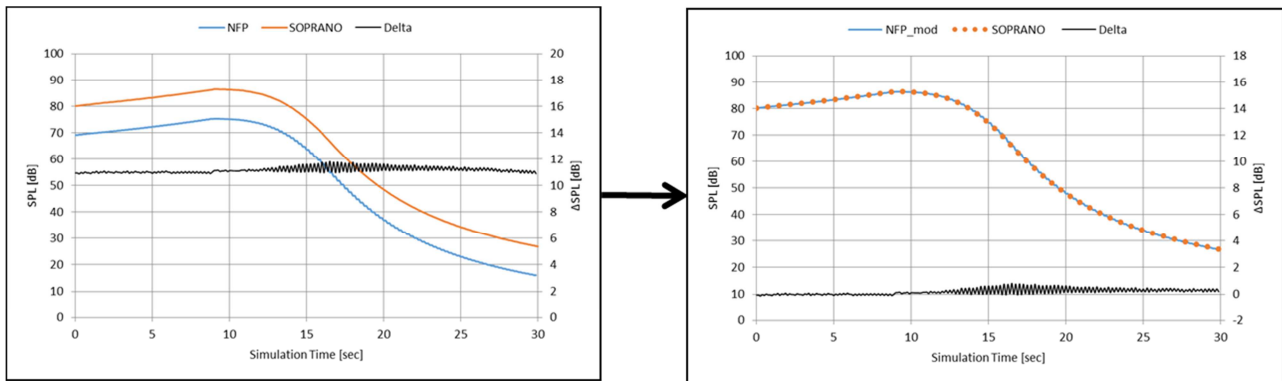 NFP SOPRANO Delta
100 20
90 18
80 16
70 14
60 12
50 10
40 8
30 6
20 4
10 2
0 0
SPL [dB]
ΔSPL [dB]
0 5 10 15 20 25 30
Simulation Time [sec]
NFP_mod SOPRANO Delta
100 18
90 16
80 14
70 12
60 10
50 8
40 6
30 4
20 2
10 0
0 -2
SPL [dB]
ΔSPL [dB]
0 5 10 15 20 25 30
Simulation Time [sec]